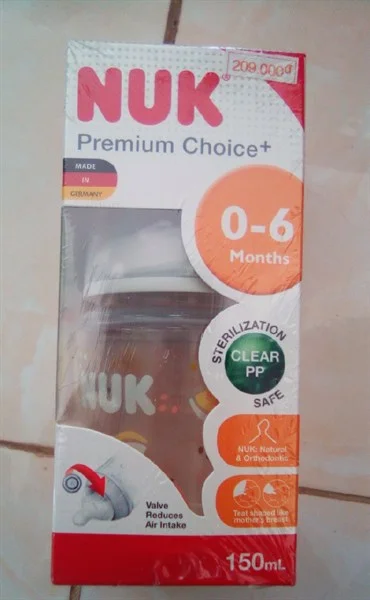 209 000đ
NUK
Premium Choice+
MADE
IN
GERMANY
0-6
Months
STERILIZATION
CLEAR
PP
SAFE
NUK
NUK: Natural
& Orthodontic
Valve
Reduces
Air Intake
Teat shaped like
mother's breast
150ml.